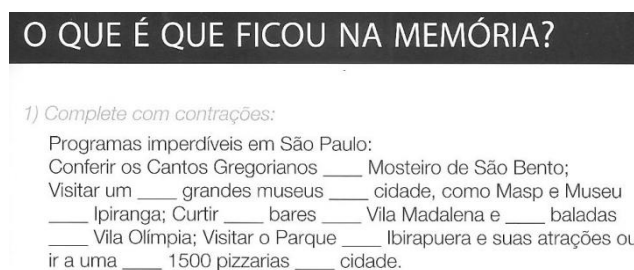 O QUE É QUE FICOU NA MEMÓRIA?
1) Complete com contrações:
Programas imperdíveis em São Paulo:
Conferir os Cantos Gregorianos ____ Mosteiro de São Bento;
Visitar um ____ grandes museus ____ cidade, como Masp e Museu
____ Ipiranga; Curtir ____ bares ____ Vila Madalena e ____ baladas
____ Vila Olímpia; Visitar o Parque ____ Ibirapuera e suas atrações ou
ir a uma ____ 1500 pizzarias ____ cidade.